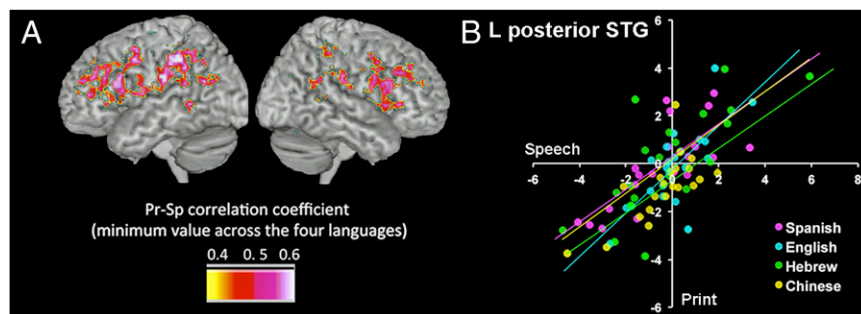 A
Pr-Sp correlation coefficient
(minimum value across the four languages)
0.4 0.5 0.6
B L posterior STG
6
4
2
Speech
-6 -4 -2 0 2 4 6 8
-2
-4
-6
Print
Spanish
English
Hebrew
Chinese